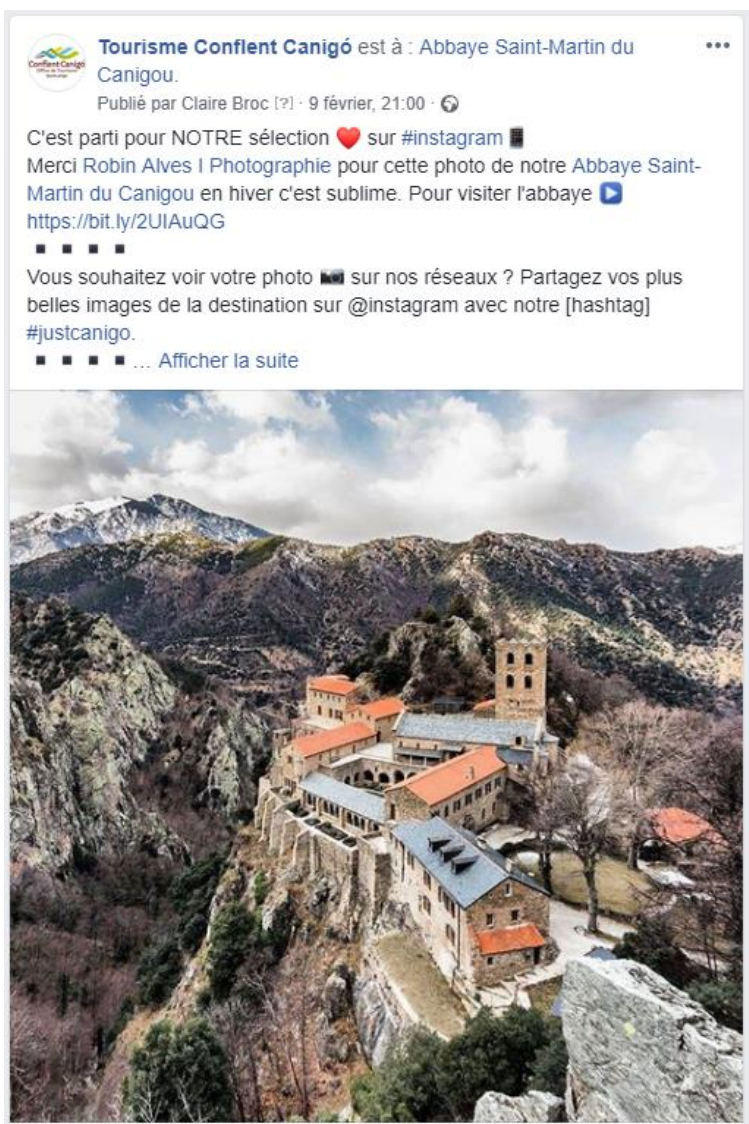 Tourisme Conflent Canigó est à : Abbaye Saint-Martin du
Canigou.
Publié par Claire Broc [?] · 9 février, 21:00 ·
C'est parti pour NOTRE sélection ❤️ sur #instagram 📱
Merci Robin Alves I Photographie pour cette photo de notre Abbaye Saint-
Martin du Canigou en hiver c'est sublime. Pour visiter l'abbaye ▶️
https://bit.ly/2UIAuQG
▪️ ▪️ ▪️ ▪️
Vous souhaitez voir votre photo 📷 sur nos réseaux ? Partagez vos plus
belles images de la destination sur @instagram avec notre [hashtag]
#justcanigo.
▪️ ▪️ ▪️ ▪️ ... Afficher la suite
Conflent Canigó